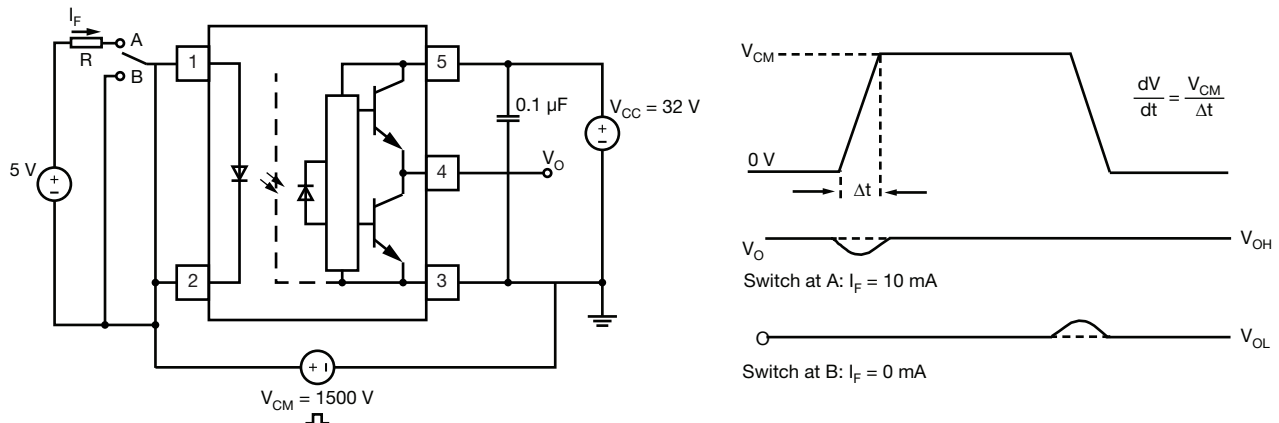 I_F
A
R
B
1
5
0.1 µF
V_CC = 32 V
+
5 V
+
V_O
4
+
2
3
+
V_CM = 1500 V
V_CM
dV/dt = V_CM/Δt
0 V
Δt
V_O
V_OH
Switch at A: I_F = 10 mA
O
V_OL
Switch at B: I_F = 0 mA